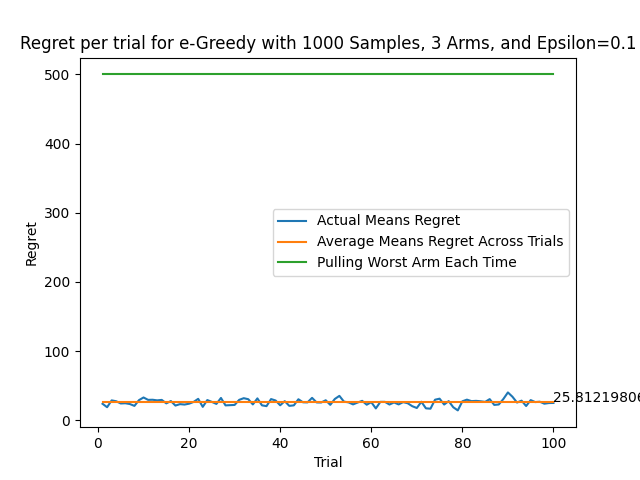 Regret per trial for e-Greedy with 1000 Samples, 3 Arms, and Epsilon=0.1
500
400
300
200
100
0
Regret
Actual Means Regret
Average Means Regret Across Trials
Pulling Worst Arm Each Time
25.81219806
0
20
40
60
80
100
Trial